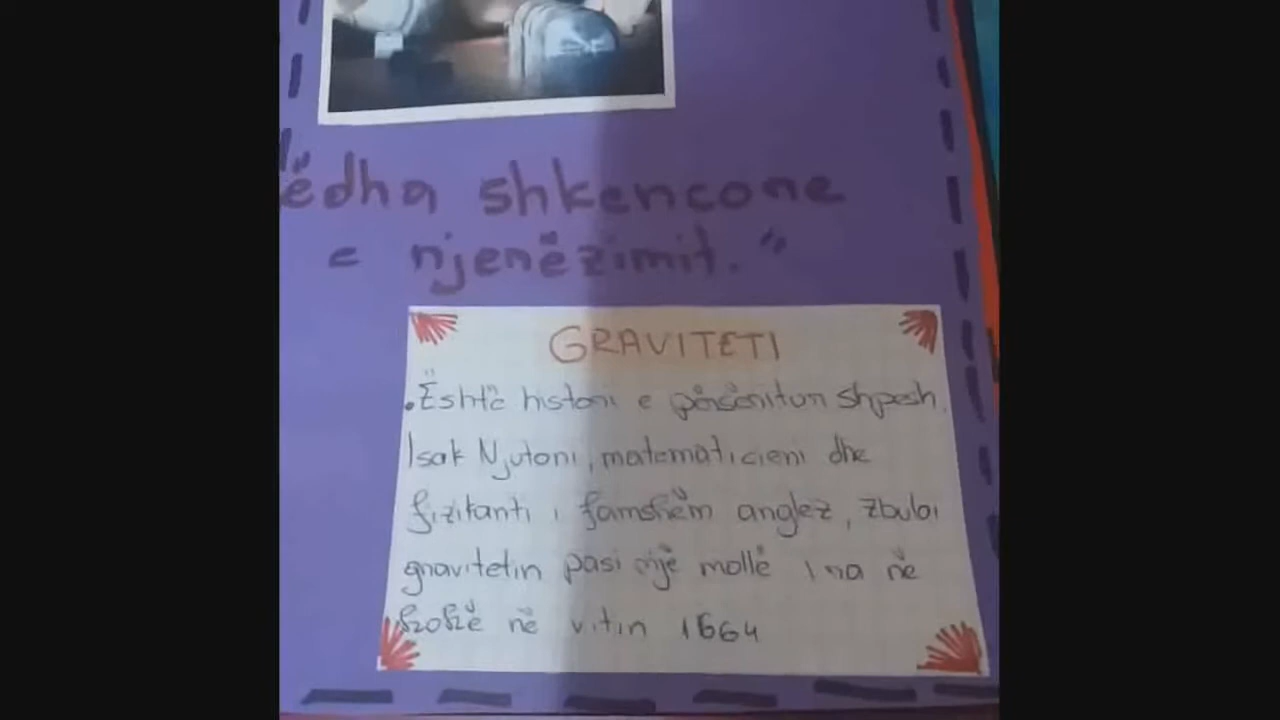 ëdha shkencore
e njerëzimit."
GRAVITETI
.Është histori e përsëritur shpesh.
Isak Njutoni, matematicieni dhe
fizikanti i famshëm anglez, zbuloi
gravitetin pasi një mollë i ra në
kokë në vitin 1664